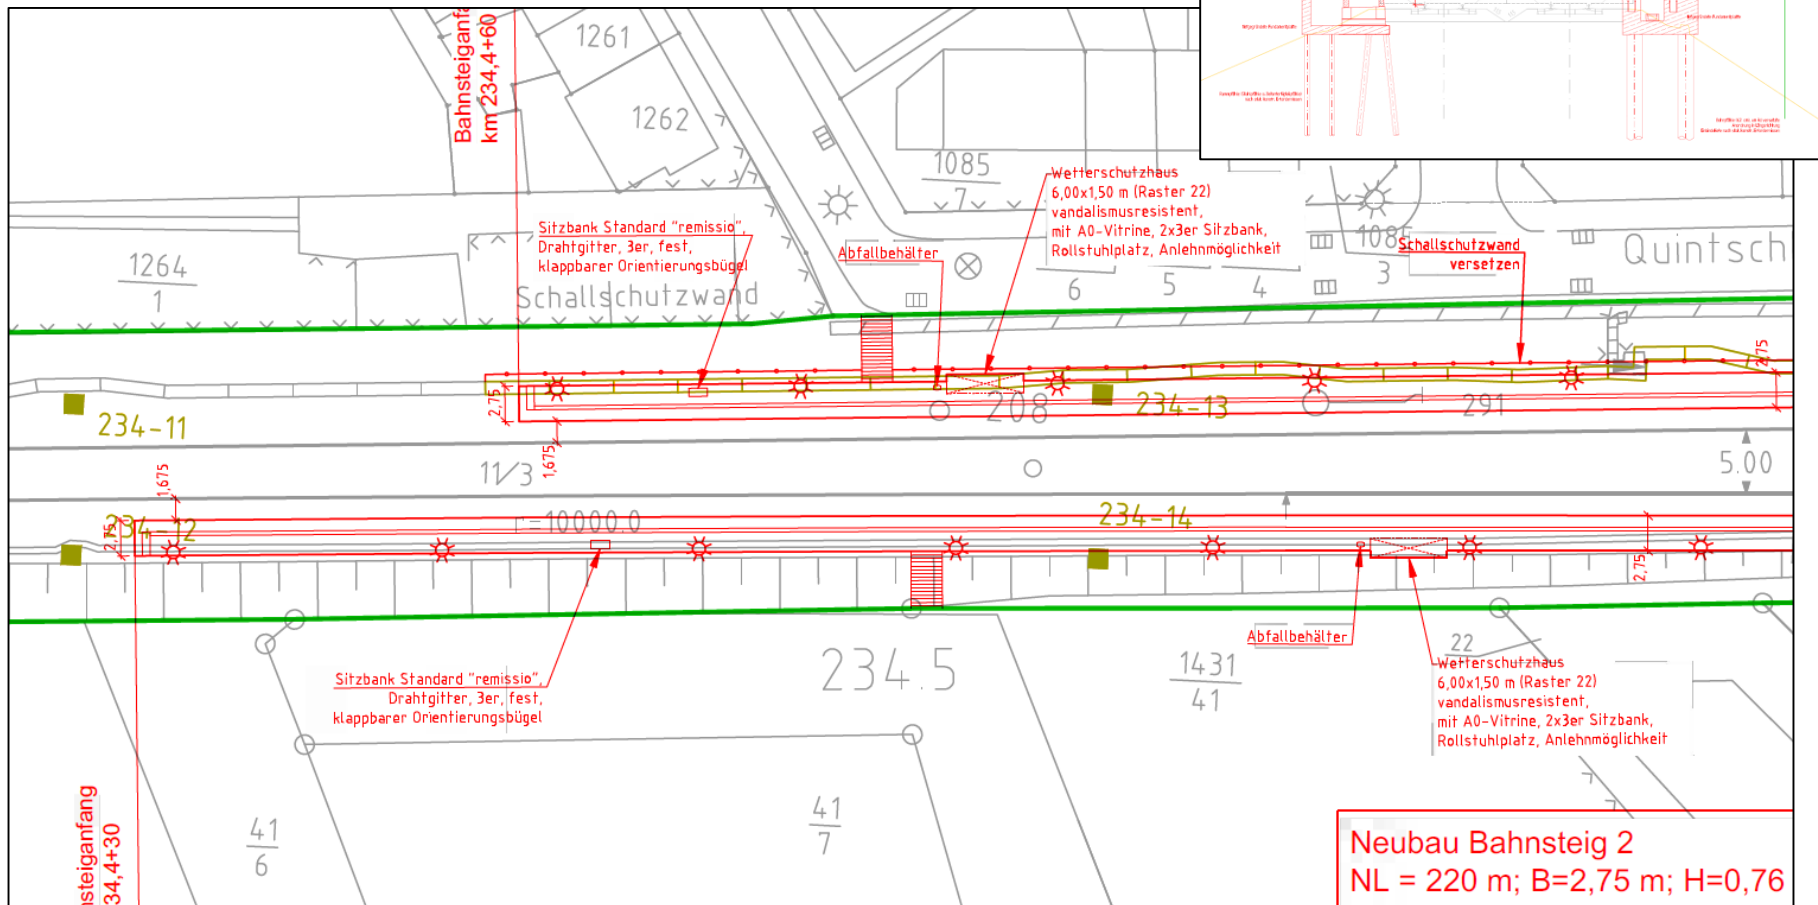 Bahnsteiganf
km 234,4+60
1261
1262
1085
7
Wetterschutzhaus
6,00x1,50 m (Raster 22)
vandalismusresistent,
mit A0-Vitrine, 2x3er Sitzbank,
Rollstuhlplatz, Anlehnmöglichkeit
Sitzbank Standard "remissio",
Drahtgitter, 3er, fest,
klappbarer Orientierungsbügel
Abfallbehälter
108
3
Schallschutzwand
versetzen
Quintsch
1264
1
Schallschutzwand
6
5
4
2,75
2,75
234-11
208
234-13
291
1,675
11/3
5.00
1,675
234-12
2,75
r=10000.0
234-14
2,75
Abfallbehälter
22
Sitzbank Standard "remissio",
Drahtgitter, 3er, fest,
klappbarer Orientierungsbügel
234.5
1431
41
Wetterschutzhaus
6,00x1,50 m (Raster 22)
vandalismusresistent,
mit A0-Vitrine, 2x3er Sitzbank,
Rollstuhlplatz, Anlehnmöglichkeit
nsteiganfang
34,4+30
41
6
41
7
Neubau Bahnsteig 2
NL = 220 m; B=2,75 m; H=0,76